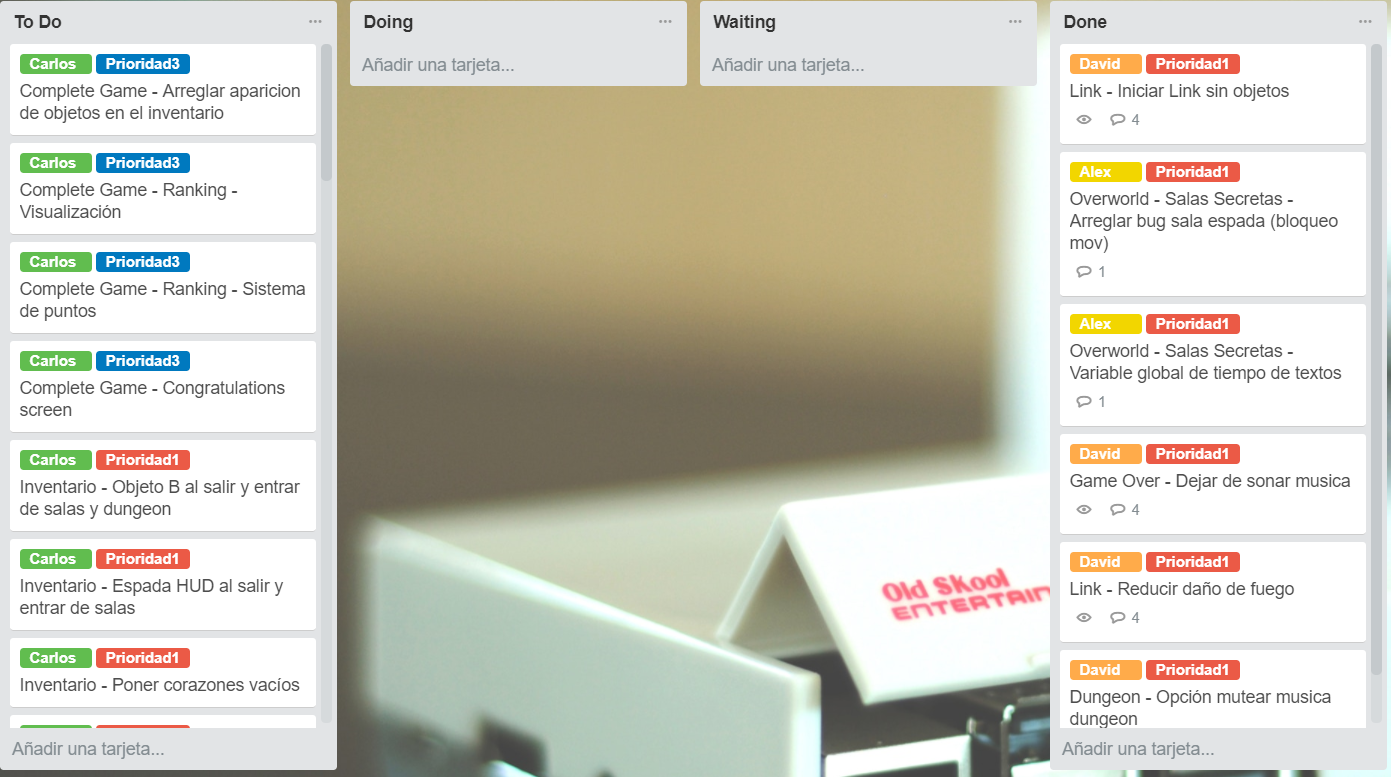 To Do
Carlos Prioridad3
Complete Game - Arreglar aparicion
de objetos en el inventario
Carlos Prioridad3
Complete Game - Ranking -
Visualización
Carlos Prioridad3
Complete Game - Ranking - Sistema
de puntos
Carlos Prioridad3
Complete Game - Congratulations
screen
Carlos Prioridad1
Inventario - Objeto B al salir y entrar
de salas y dungeon
Carlos Prioridad1
Inventario - Espada HUD al salir y
entrar de salas
Carlos Prioridad1
Inventario - Poner corazones vacíos
Añadir una tarjeta...
Doing
Añadir una tarjeta...
Waiting
Añadir una tarjeta...
Old Skool
Done
David Prioridad1
Link - Iniciar Link sin objetos
4
Alex Prioridad1
Overworld - Salas Secretas -
Arreglar bug sala espada (bloqueo
mov)
1
Alex Prioridad1
Overworld - Salas Secretas -
Variable global de tiempo de textos
1
David Prioridad1
Game Over - Dejar de sonar musica
4
David Prioridad1
Link - Reducir daño de fuego
4
David Prioridad1
Dungeon - Opción mutear musica
dungeon
Añadir una tarjeta...